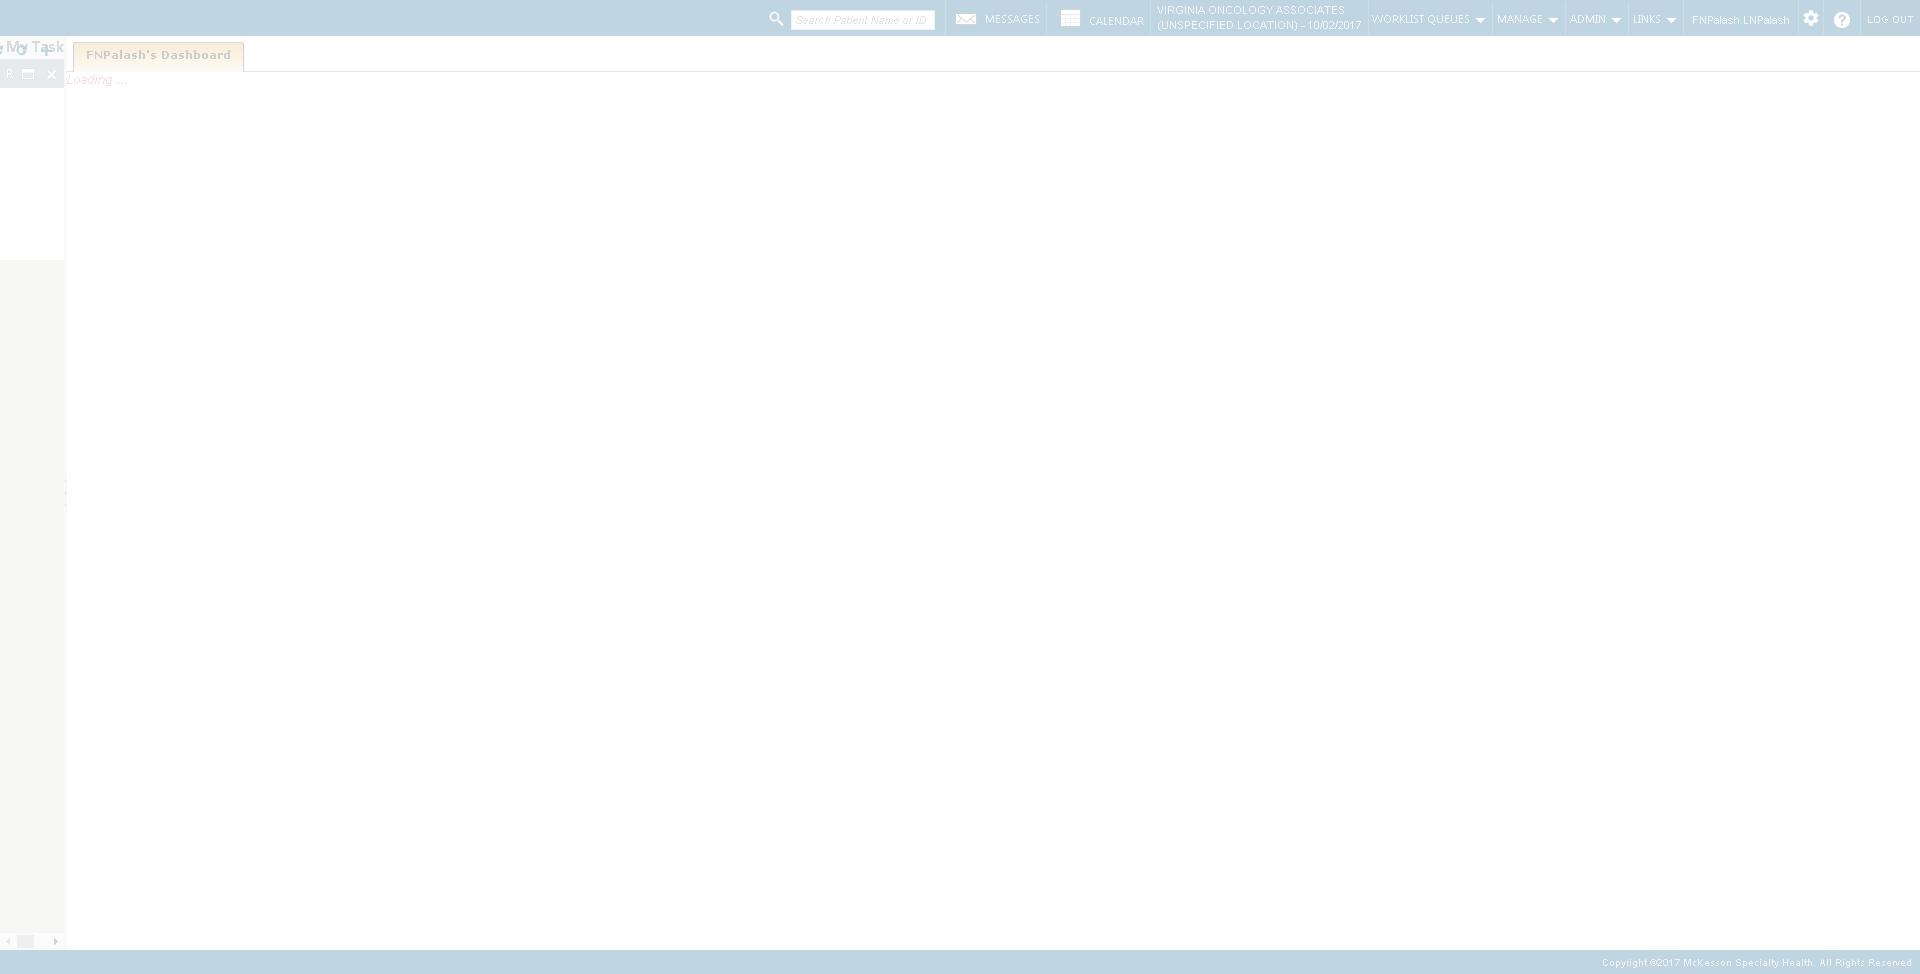 Search Patient Name or ID
MESSAGES
CALENDAR
VIRGINIA ONCOLOGY ASSOCIATES
(UNSPECIFIED LOCATION) – 10/02/2017
WORKLIST QUEUES
MANAGE
ADMIN
LINKS
FNPalash LNPalash
LOG OUT
My Task
FNPalash's Dashboard
R
Loading ...
Copyright ©2017 McKesson Specialty Health. All Rights Reserved